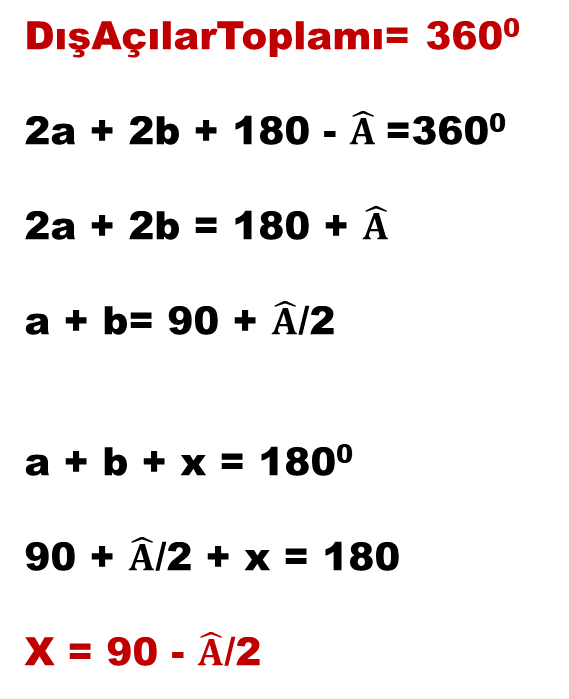 DışAçılarToplamı= 360⁰
2a + 2b + 180 - Â =360⁰
2a + 2b = 180 + Â
a + b= 90 + Â/2
a + b + x = 180⁰
90 + Â/2 + x = 180
X = 90 - Â/2